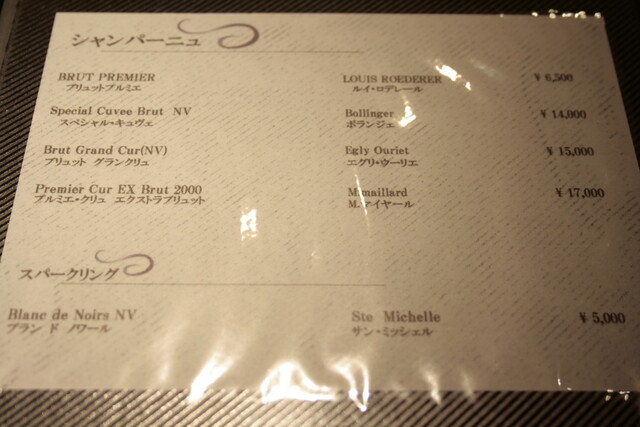 シャンパーニュ
BRUT PREMIER LOUIS ROEDERER ¥ 6,500
ブリュットプルミエ ルイ・ロデレール
Special Cuvee Brut NV Bollinger ¥ 14,000
スペシャル・キュヴェ ボランジェ
Brut Grand Cur(NV) Egly Ouriet ¥ 15,000
ブリュット グランクリュ エグリ・ウーリエ
Premier Cur EX Brut 2000 M.maillard ¥ 17,000
プルミエ・クリュ エクストラブリュット M.マイヤール
スパークリング
Blanc de Noirs NV Ste Michelle ¥ 5,000
ブラン ド ノワール サン・ミッシェル